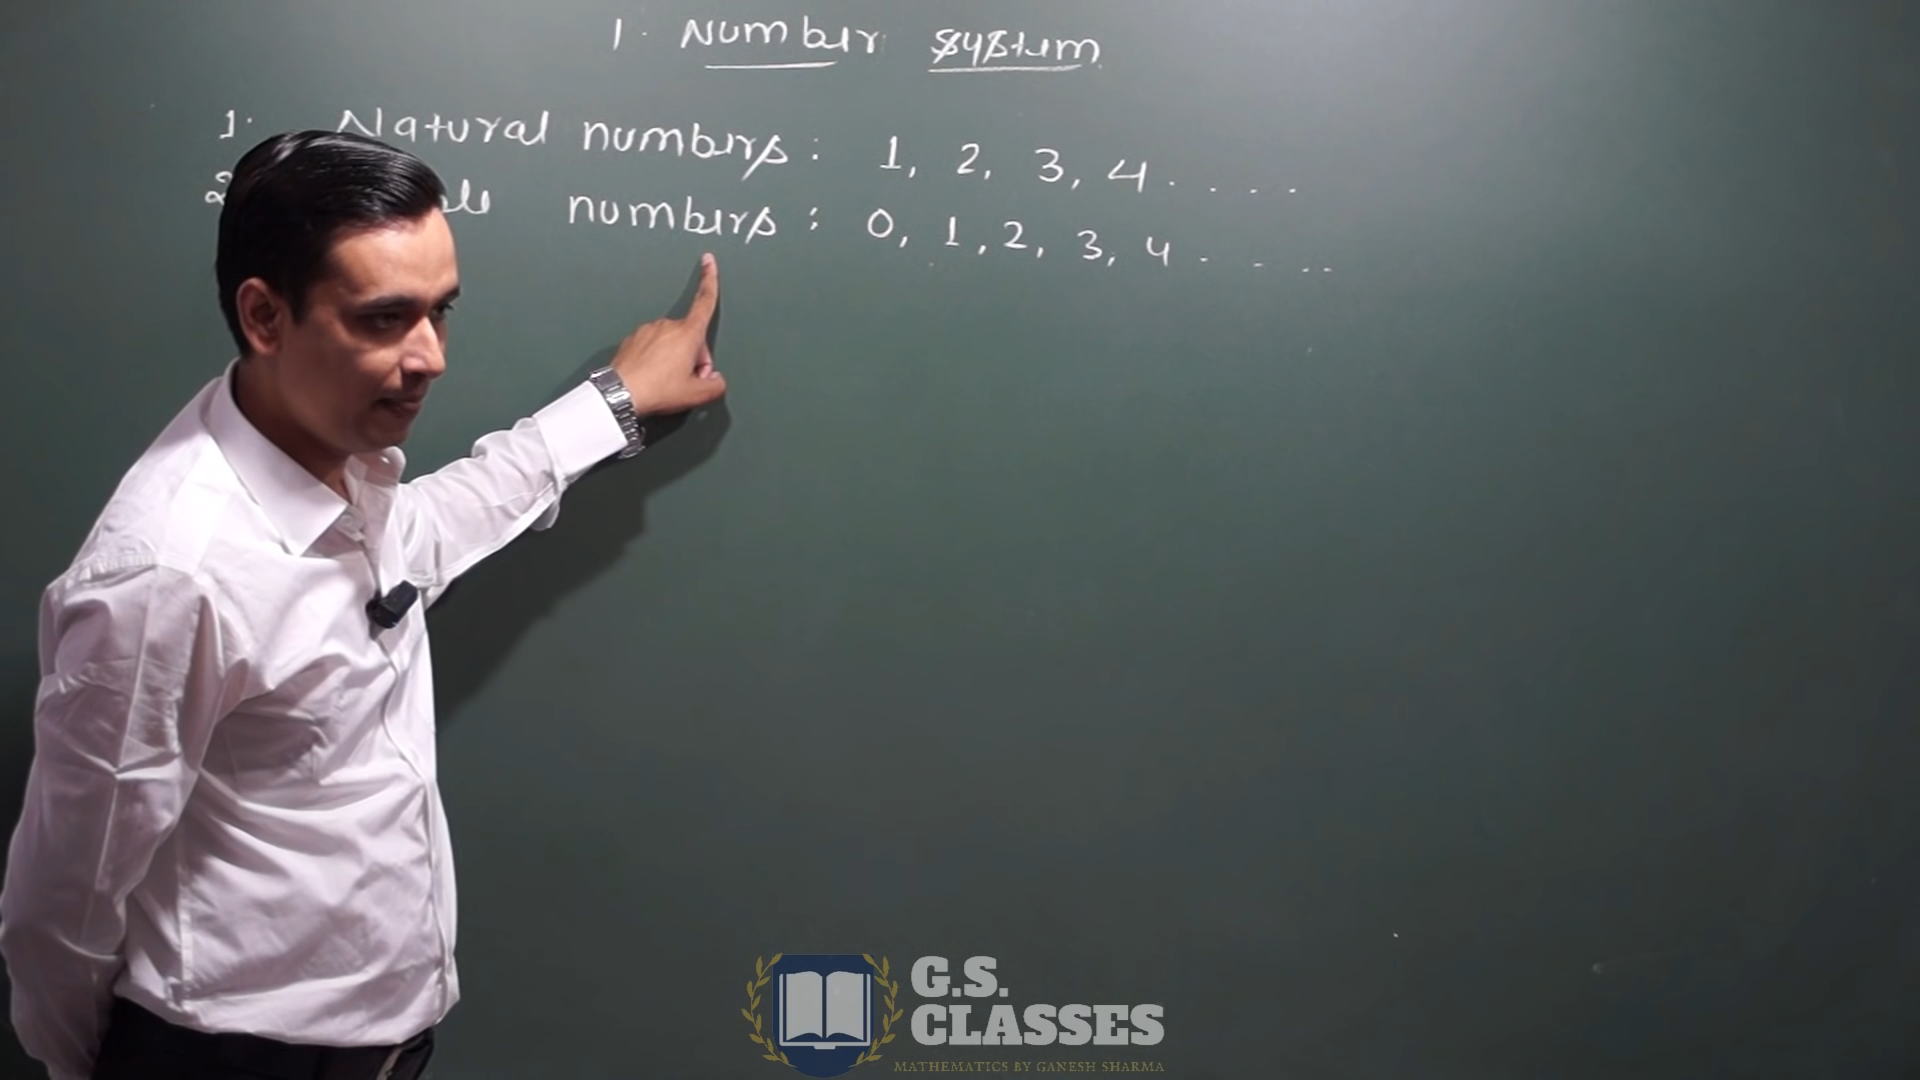 1. Number system
1. Natural numbers : 1, 2, 3, 4 . . . .
2 numbers : 0, 1, 2, 3, 4 . . . .
G.S.
CLASSES
MATHEMATICS BY GANESH SHARMA